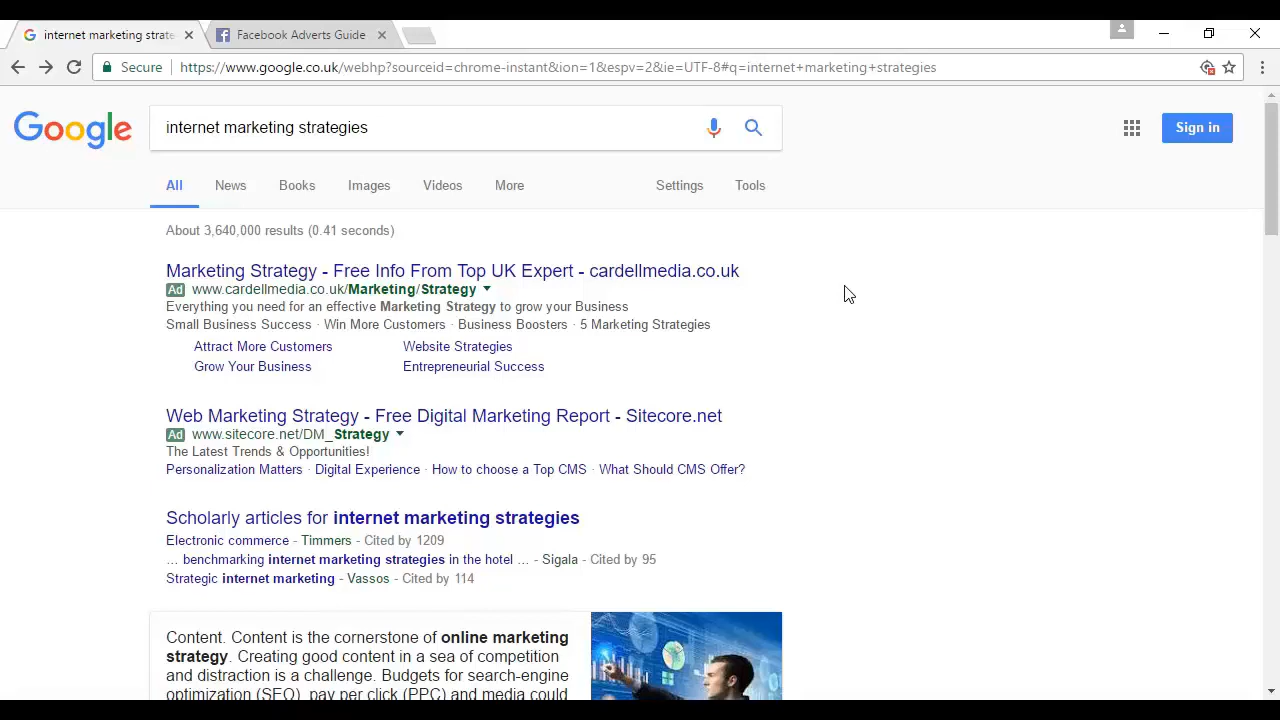 internet marketing strate
Facebook Adverts Guide
Secure
https://www.google.co.uk/webhp?sourceid=chrome-instant&ion=1&espv=2&ie=UTF-8#q=internet+marketing+strategies
Google
internet marketing strategies
Sign in
All News Books Images Videos More Settings Tools
About 3,640,000 results (0.41 seconds)
Marketing Strategy - Free Info From Top UK Expert - cardellmedia.co.uk
Ad www.cardellmedia.co.uk/Marketing/Strategy
Everything you need for an effective Marketing Strategy to grow your Business
Small Business Success · Win More Customers · Business Boosters · 5 Marketing Strategies
Attract More Customers Website Strategies
Grow Your Business Entrepreneurial Success
Web Marketing Strategy - Free Digital Marketing Report - Sitecore.net
Ad www.sitecore.net/DM_Strategy
The Latest Trends & Opportunities!
Personalization Matters · Digital Experience · How to choose a Top CMS · What Should CMS Offer?
Scholarly articles for internet marketing strategies
Electronic commerce - Timmers - Cited by 1209
... benchmarking internet marketing strategies in the hotel ... - Sigala - Cited by 95
Strategic internet marketing - Vassos - Cited by 114
Content. Content is the cornerstone of online marketing
strategy. Creating good content in a sea of competition
and distraction is a challenge. Budgets for search-engine
optimization (SEO), pay per click (PPC) and media could